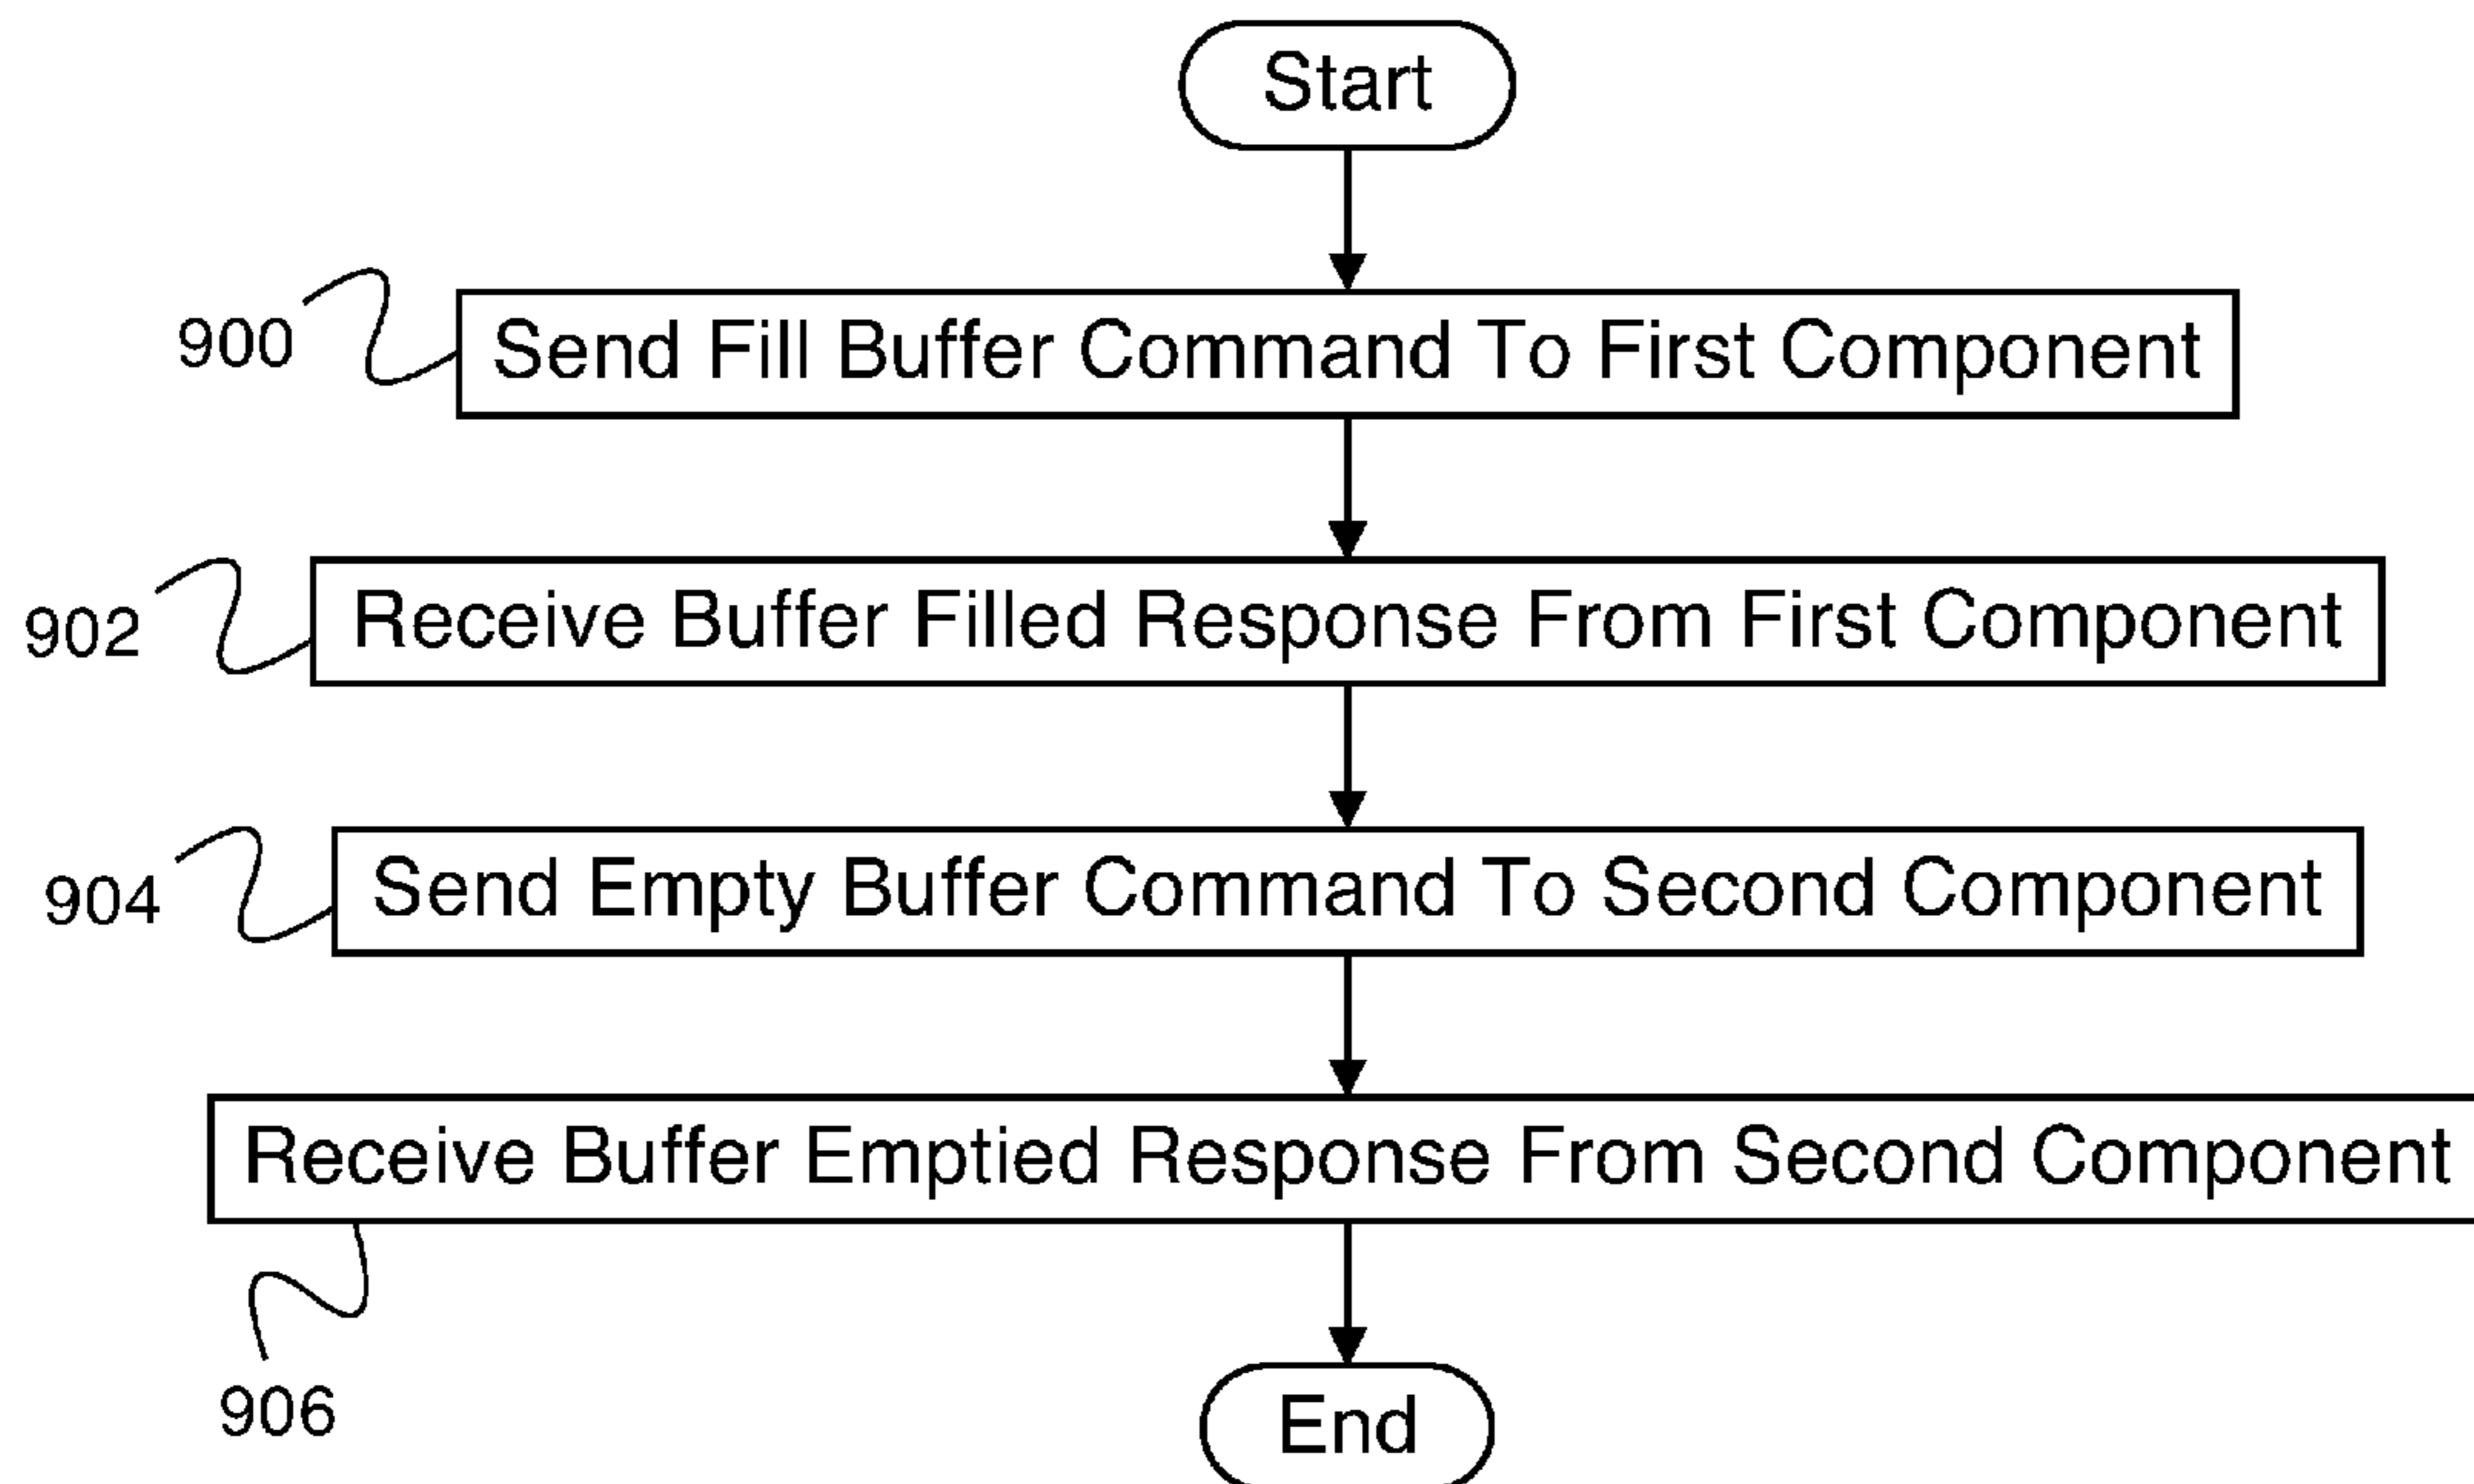 Start
900
Send Fill Buffer Command To First Component
902
Receive Buffer Filled Response From First Component
904
Send Empty Buffer Command To Second Component
Receive Buffer Emptied Response From Second Component
906
End